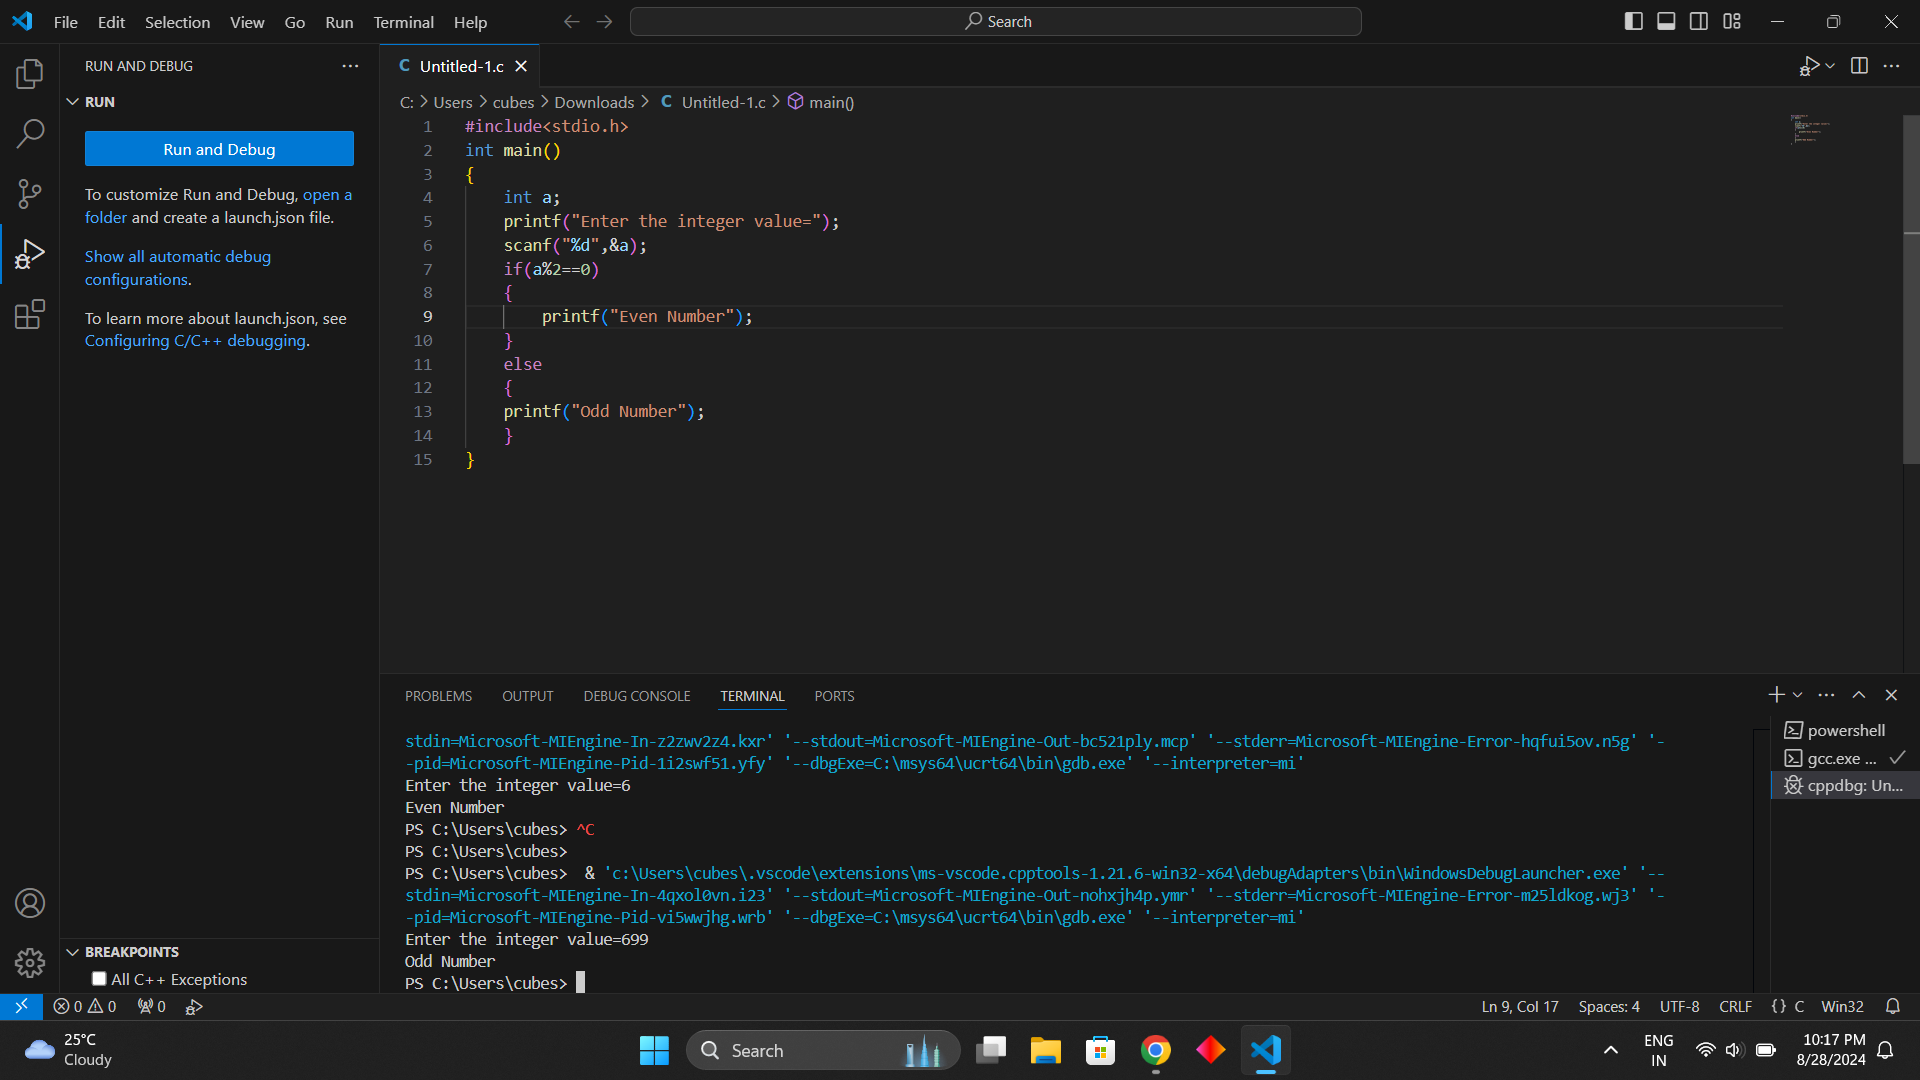 File Edit Selection View Go Run Terminal Help
Search
RUN AND DEBUG
RUN
Run and Debug
To customize Run and Debug, open a
folder and create a launch.json file.
Show all automatic debug
configurations.
To learn more about launch.json, see
Configuring C/C++ debugging.
BREAKPOINTS
All C++ Exceptions
C Untitled-1.c
C: > Users > cubes > Downloads > C Untitled-1.c > main()
1 #include<stdio.h>
2 int main()
3 {
4 int a;
5 printf("Enter the integer value=");
6 scanf("%d",&a);
7 if(a%2==0)
8 {
9 printf("Even Number");
10 }
11 else
12 {
13 printf("Odd Number");
14 }
15 }
PROBLEMS OUTPUT DEBUG CONSOLE TERMINAL PORTS
stdin=Microsoft-MIEngine-In-z2zwv2z4.kxr' '--stdout=Microsoft-MIEngine-Out-bc521ply.mcp' '--stderr=Microsoft-MIEngine-Error-hqfui5ov.n5g' '-
-pid=Microsoft-MIEngine-Pid-1i2swf51.yfy' '--dbgExe=C:\msys64\ucrt64\bin\gdb.exe' '--interpreter=mi'
Enter the integer value=6
Even Number
PS C:\Users\cubes> ^C
PS C:\Users\cubes>
PS C:\Users\cubes> & 'c:\Users\cubes\.vscode\extensions\ms-vscode.cpptools-1.21.6-win32-x64\debugAdapters\bin\WindowsDebugLauncher.exe' '--
stdin=Microsoft-MIEngine-In-4qxol0vn.i23' '--stdout=Microsoft-MIEngine-Out-nohxjh4p.ymr' '--stderr=Microsoft-MIEngine-Error-m25ldkog.wj3' '-
-pid=Microsoft-MIEngine-Pid-vi5wwjhg.wrb' '--dbgExe=C:\msys64\ucrt64\bin\gdb.exe' '--interpreter=mi'
Enter the integer value=699
Odd Number
PS C:\Users\cubes>
powershell
gcc.exe ...
cppdbg: Un...
0 0 0
Ln 9, Col 17 Spaces: 4 UTF-8 CRLF {} C Win32
25°C
Cloudy
Search
ENG
IN
10:17 PM
8/28/2024